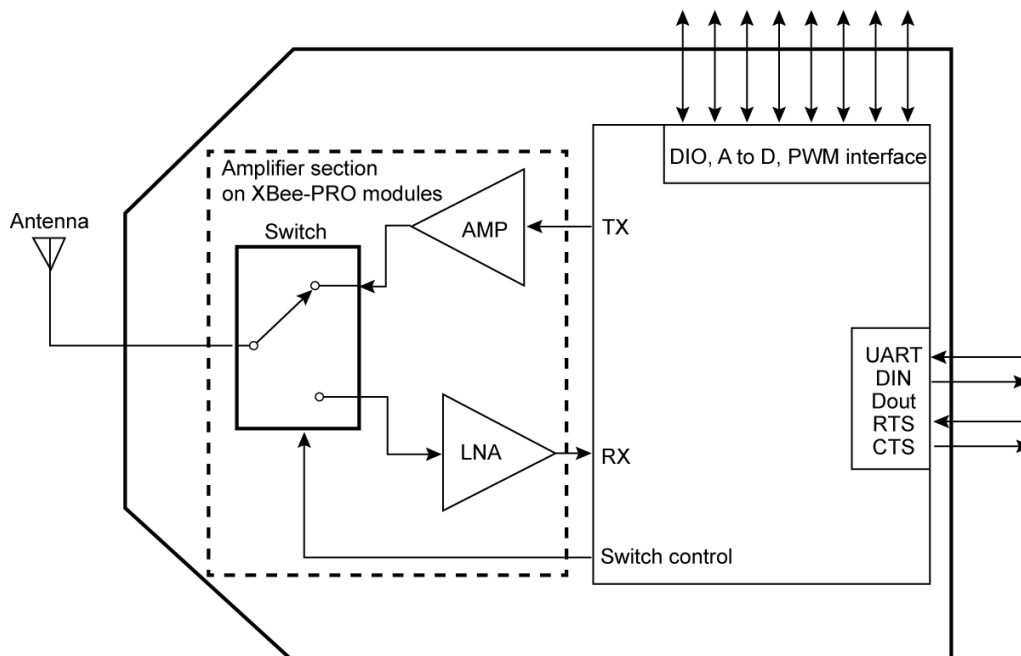 DIO, A to D, PWM interface
Amplifier section
on XBee-PRO modules
Antenna
Switch
AMP
TX
UART
DIN
Dout
RTS
CTS
LNA
RX
Switch control